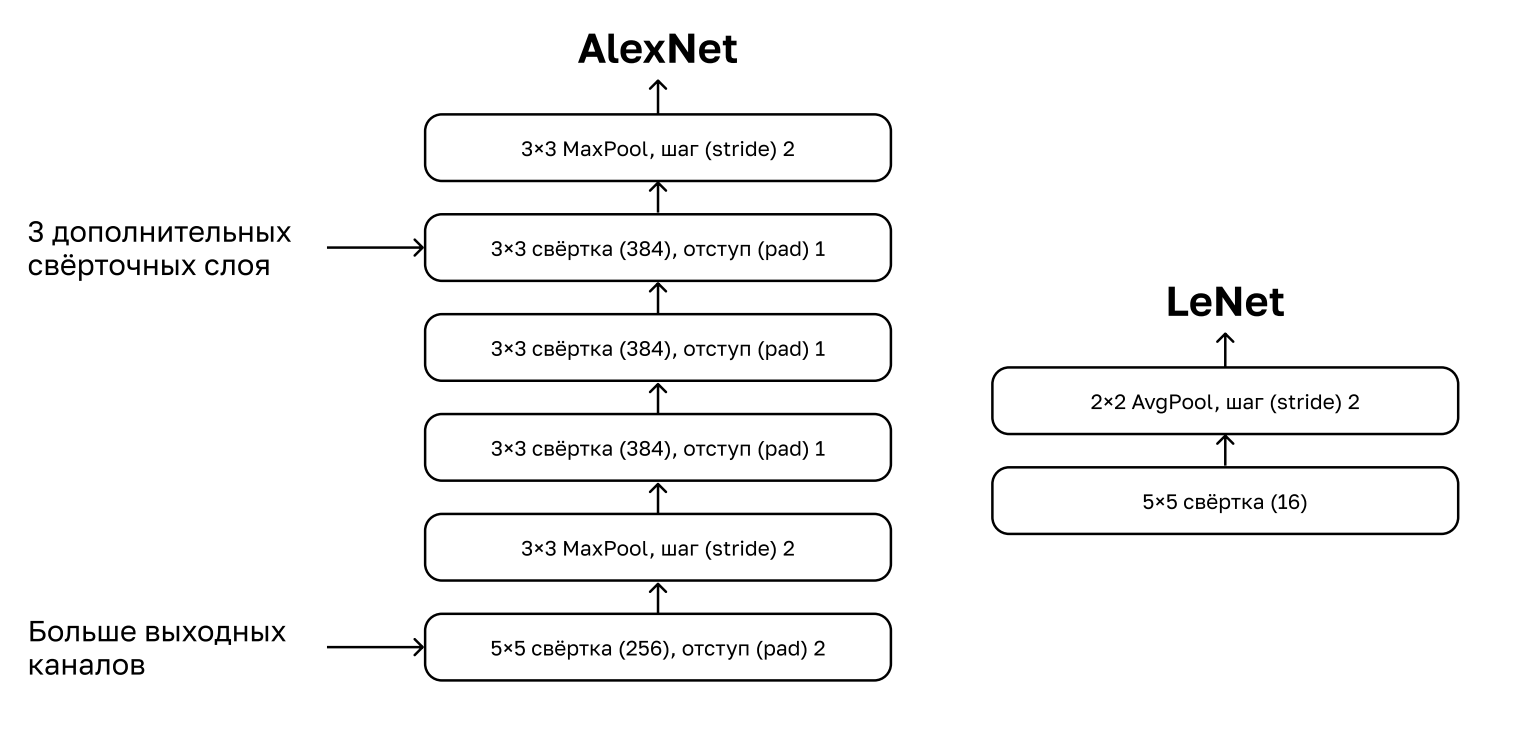 AlexNet
3×3 MaxPool, шаг (stride) 2
3 дополнительных
свёрточных слоя
3×3 свёртка (384), отступ (pad) 1
3×3 свёртка (384), отступ (pad) 1
3×3 свёртка (384), отступ (pad) 1
3×3 MaxPool, шаг (stride) 2
Больше выходных
каналов
5×5 свёртка (256), отступ (pad) 2
LeNet
2×2 AvgPool, шаг (stride) 2
5×5 свёртка (16)